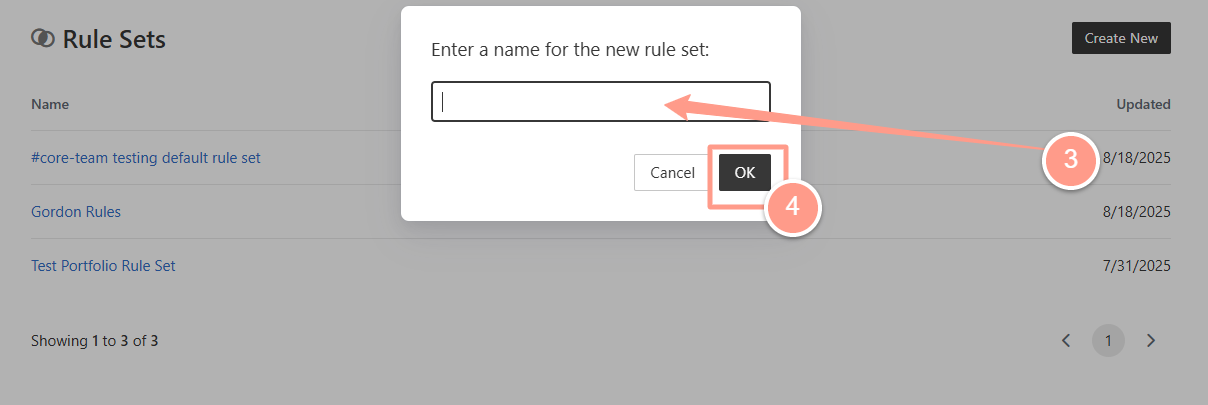 Rule Sets
Create New
Enter a name for the new rule set:
Name
Updated
#core-team testing default rule set
8/18/2025
3
Cancel
OK
4
Gordon Rules
8/18/2025
Test Portfolio Rule Set
7/31/2025
Showing 1 to 3 of 3
1